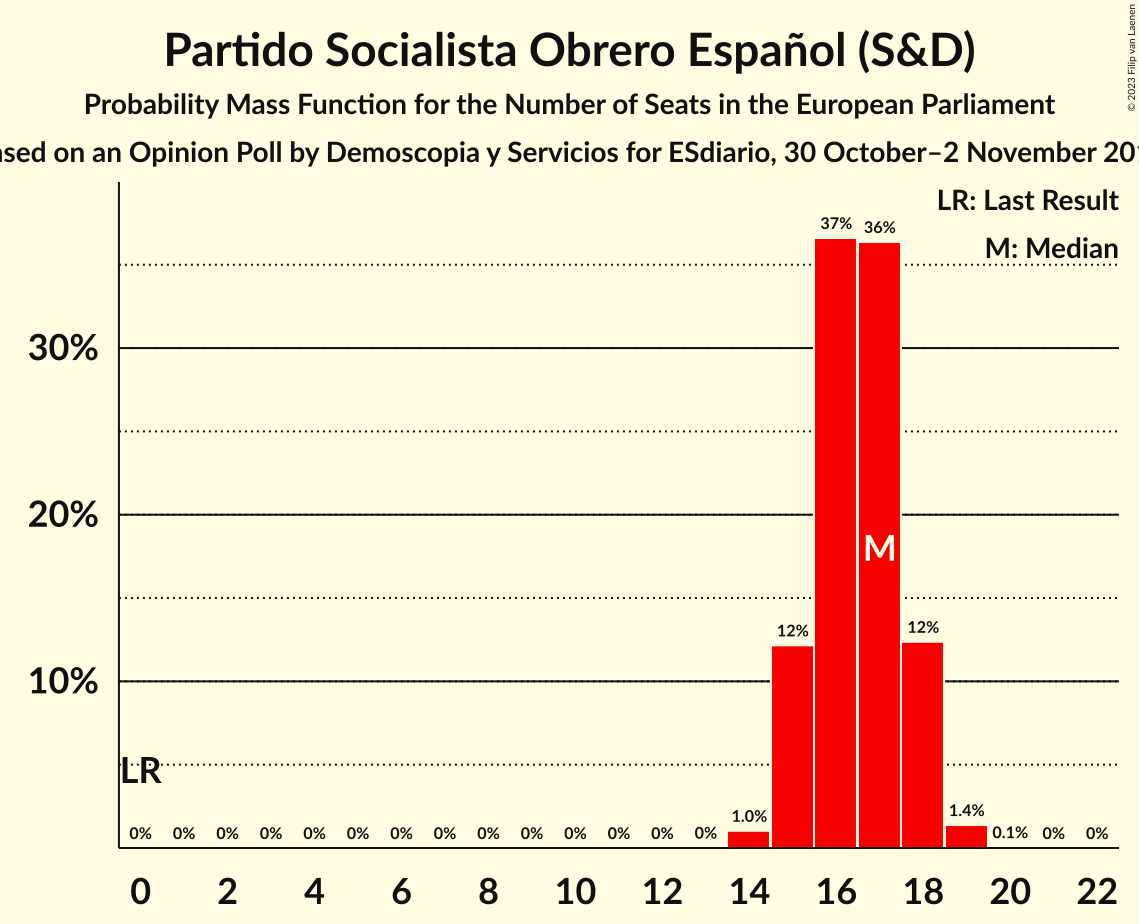 Partido Socialista Obrero Español (S&D)
Probability Mass Function for the Number of Seats in the European Parliament
ased on an Opinion Poll by Demoscopia y Servicios for ESdiario, 30 October–2 November 20
© 2023 Filip van Laenen
LR: Last Result
M: Median
37% 36%
30%
20%
M
12% 12%
10%
LR
0% 0% 0% 0% 0% 0% 0% 0% 0% 0% 0% 0% 0% 0% 1.0% 1.4% 0.1% 0% 0%
0 2 4 6 8 10 12 14 16 18 20 22